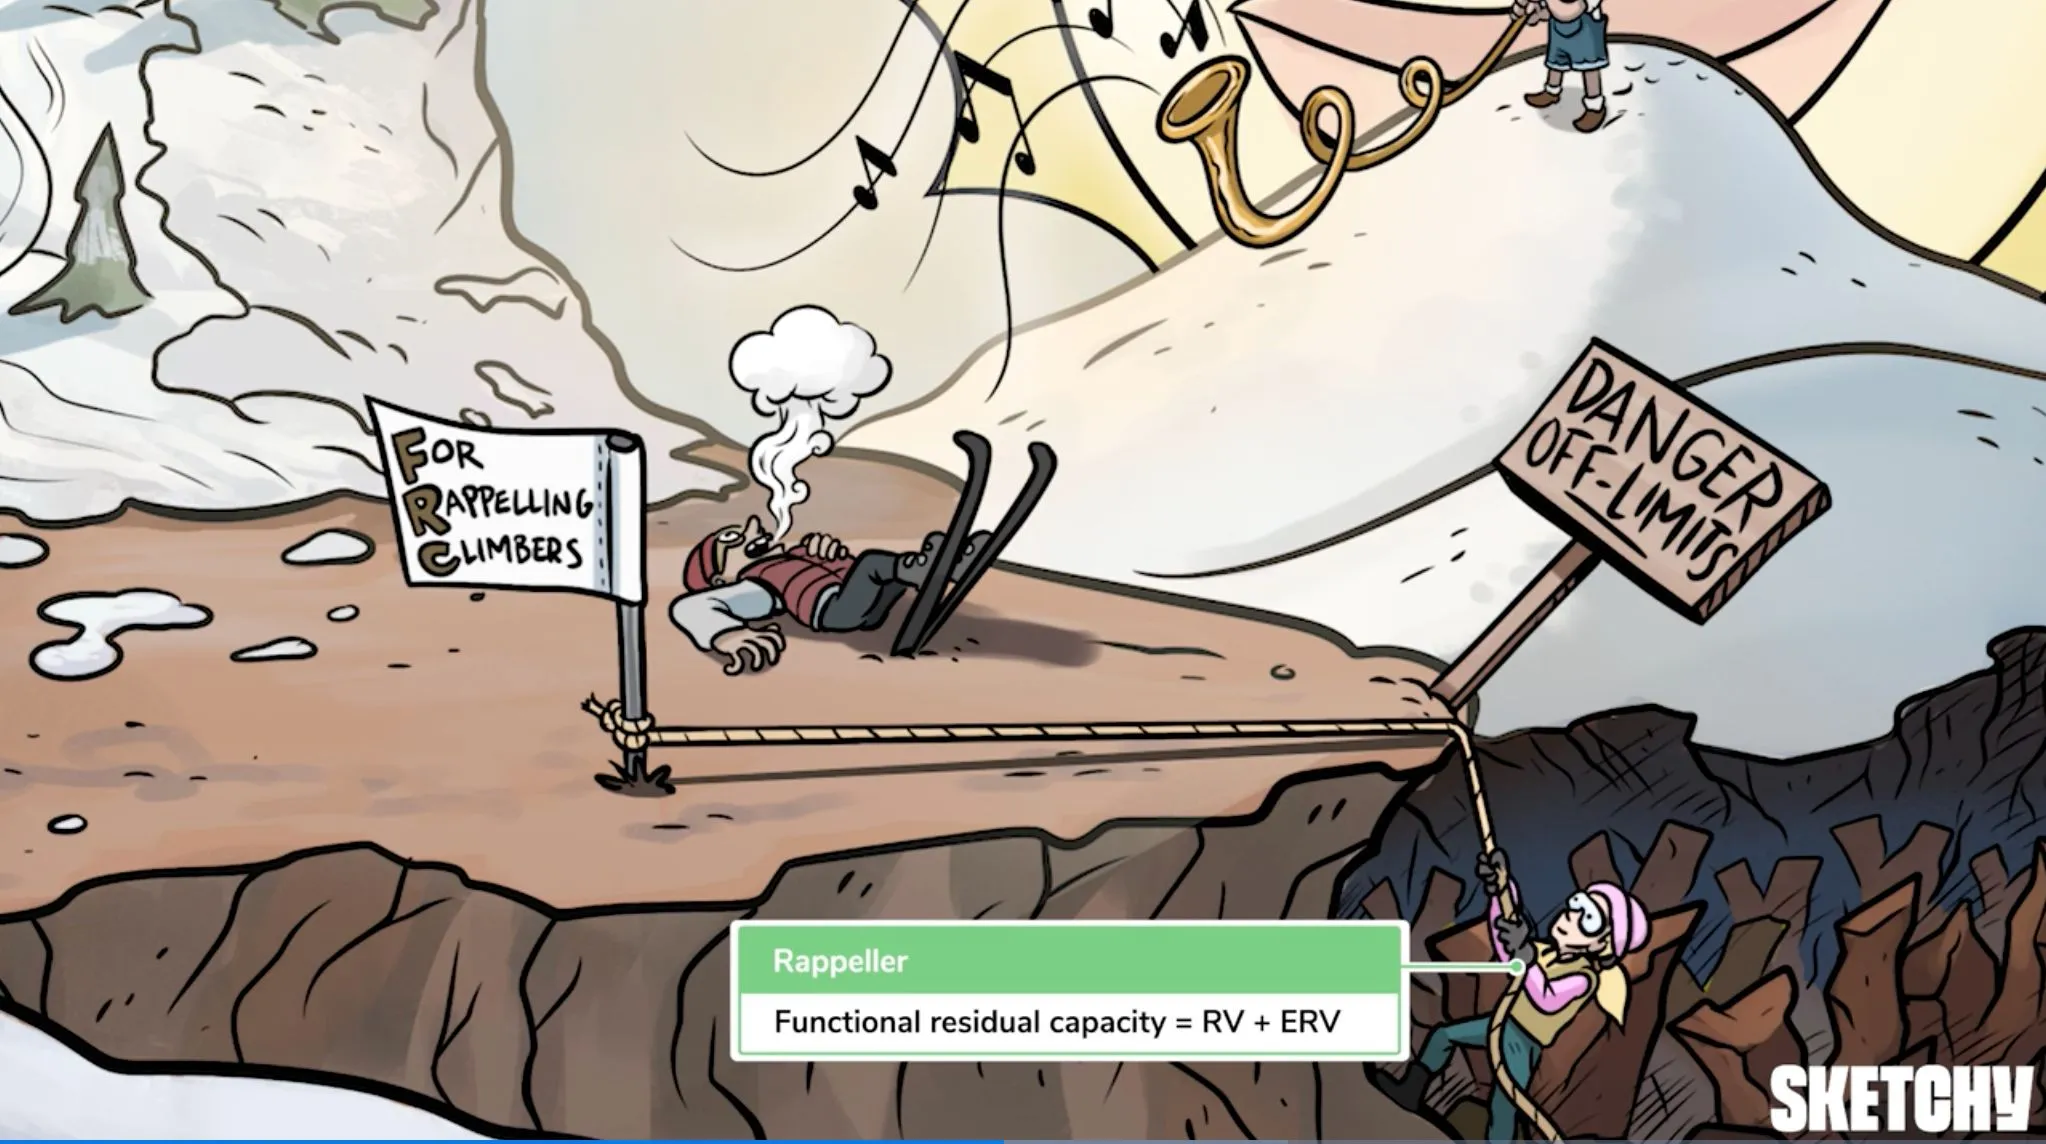 FOR
RAPPELLING
CLIMBERS
DANGER
OFF-LIMITS
Rappeller
Functional residual capacity = RV + ERV
SKETCHY